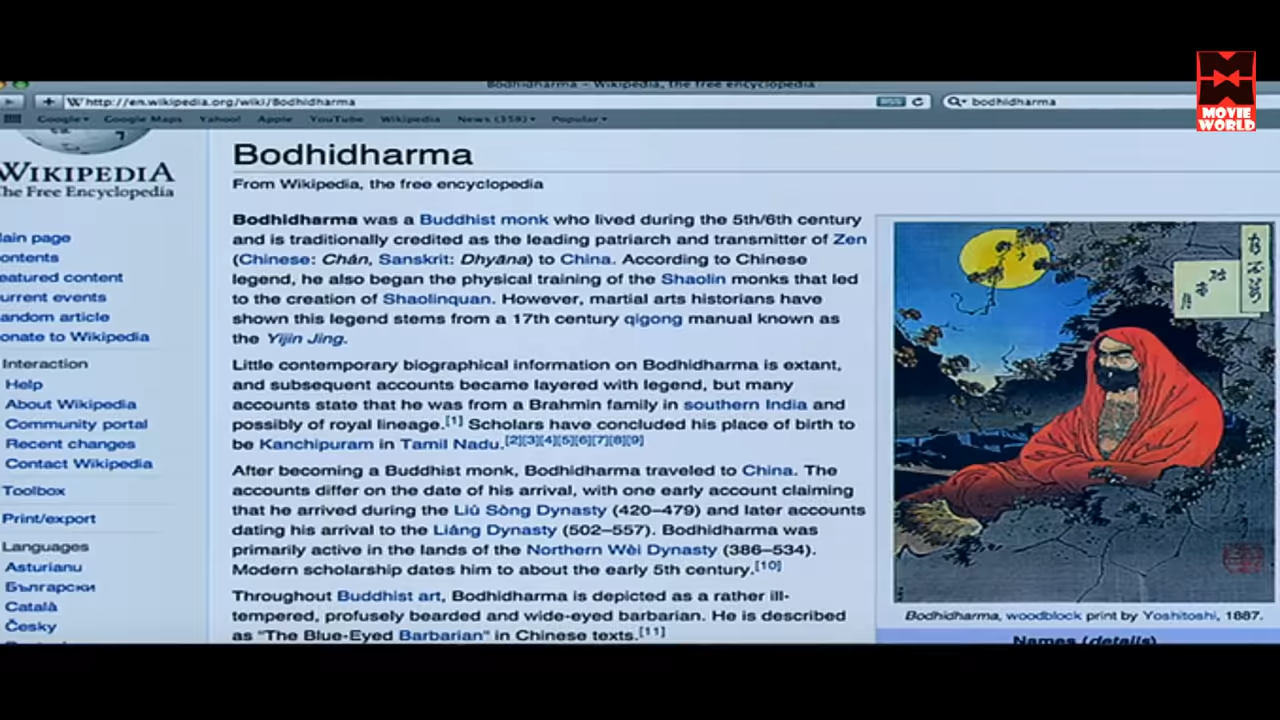 Bodhidharma – Wikipedia, the free encyclopedia
MOVIE
WORLD
W http://en.wikipedia.org/wiki/Bodhidharma
RSS
bodhidharma
Google
Google Maps
Yahoo!
Apple
YouTube
Wikipedia
News (358)
Popular
WIKIPEDIA
The Free Encyclopedia
ain page
ontents
eatured content
urrent events
andom article
onate to Wikipedia
Interaction
Help
About Wikipedia
Community portal
Recent changes
Contact Wikipedia
Toolbox
Print/export
Languages
Asturianu
Български
Català
Česky
Bodhidharma
From Wikipedia, the free encyclopedia
Bodhidharma was a Buddhist monk who lived during the 5th/6th century
and is traditionally credited as the leading patriarch and transmitter of Zen
(Chinese: Chán, Sanskrit: Dhyāna) to China. According to Chinese
legend, he also began the physical training of the Shaolin monks that led
to the creation of Shaolinquan. However, martial arts historians have
shown this legend stems from a 17th century qigong manual known as
the Yijin Jing.
Little contemporary biographical information on Bodhidharma is extant,
and subsequent accounts became layered with legend, but many
accounts state that he was from a Brahmin family in southern India and
possibly of royal lineage.[1] Scholars have concluded his place of birth to
be Kanchipuram in Tamil Nadu.[2][3][4][5][6][7][8][9]
After becoming a Buddhist monk, Bodhidharma traveled to China. The
accounts differ on the date of his arrival, with one early account claiming
that he arrived during the Liú Sòng Dynasty (420–479) and later accounts
dating his arrival to the Liáng Dynasty (502–557). Bodhidharma was
primarily active in the lands of the Northern Wèi Dynasty (386–534).
Modern scholarship dates him to about the early 5th century.[10]
Throughout Buddhist art, Bodhidharma is depicted as a rather ill-
tempered, profusely bearded and wide-eyed barbarian. He is described
as "The Blue-Eyed Barbarian" in Chinese texts.[11]
Bodhidharma, woodblock print by Yoshitoshi, 1887.
Names (details)